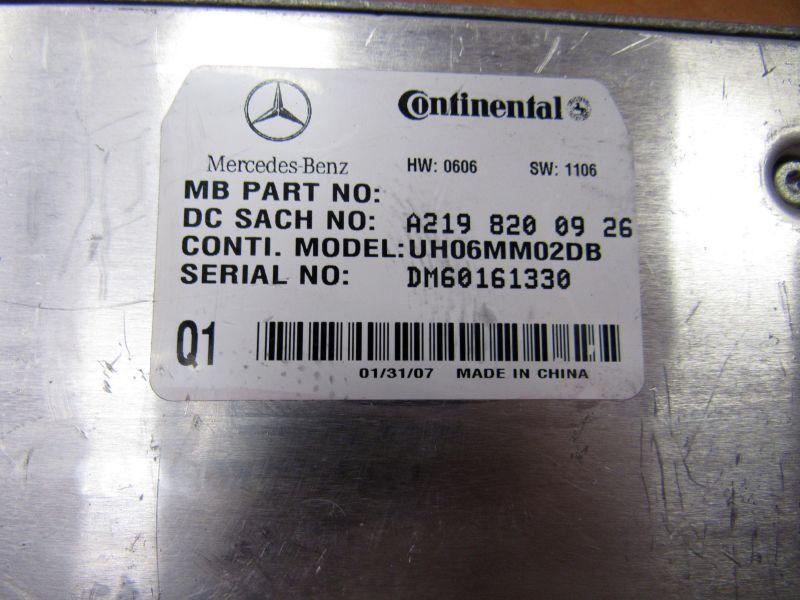 Continental
Mercedes-Benz HW: 0606 SW: 1106
MB PART NO:
DC SACH NO: A219 820 09 26
CONTI. MODEL: UH06MM02DB
SERIAL NO: DM60161330
Q1
01/31/07 MADE IN CHINA